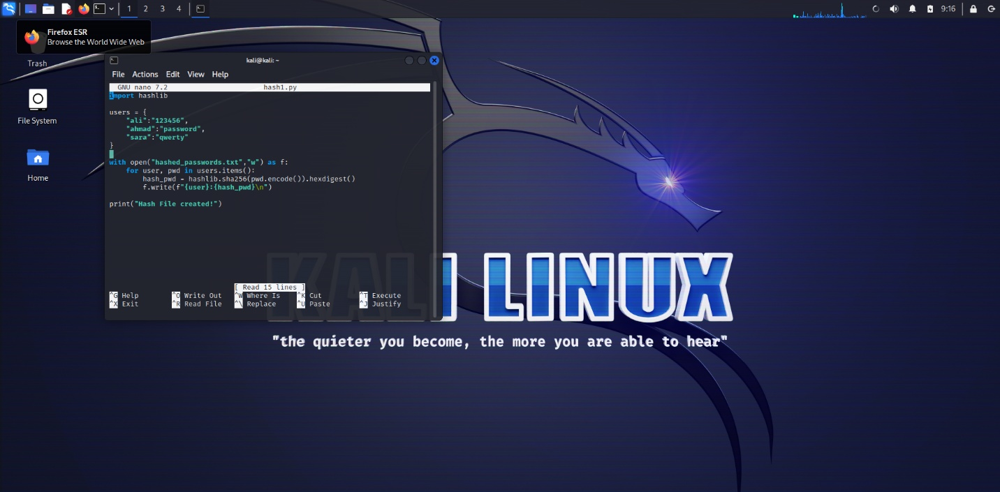 1 2 3 4
9:16
Firefox ESR
Browse the World Wide Web
Trash
File System
Home
kali@kali: ~
File Actions Edit View Help
GNU nano 7.2 hash1.py
import hashlib
users = {
"ali":"123456",
"ahmad":"password",
"sara":"qwerty"
}
with open("hashed_passwords.txt","w") as f:
for user, pwd in users.items():
hash_pwd = hashlib.sha256(pwd.encode()).hexdigest()
f.write(f"{user}:{hash_pwd}\n")
print("Hash File created!")
[ Read 15 lines ]
^G Help ^O Write Out ^W Where Is ^K Cut ^T Execute
^X Exit ^R Read File ^\ Replace ^U Paste ^J Justify
KALI LINUX
"the quieter you become, the more you are able to hear"